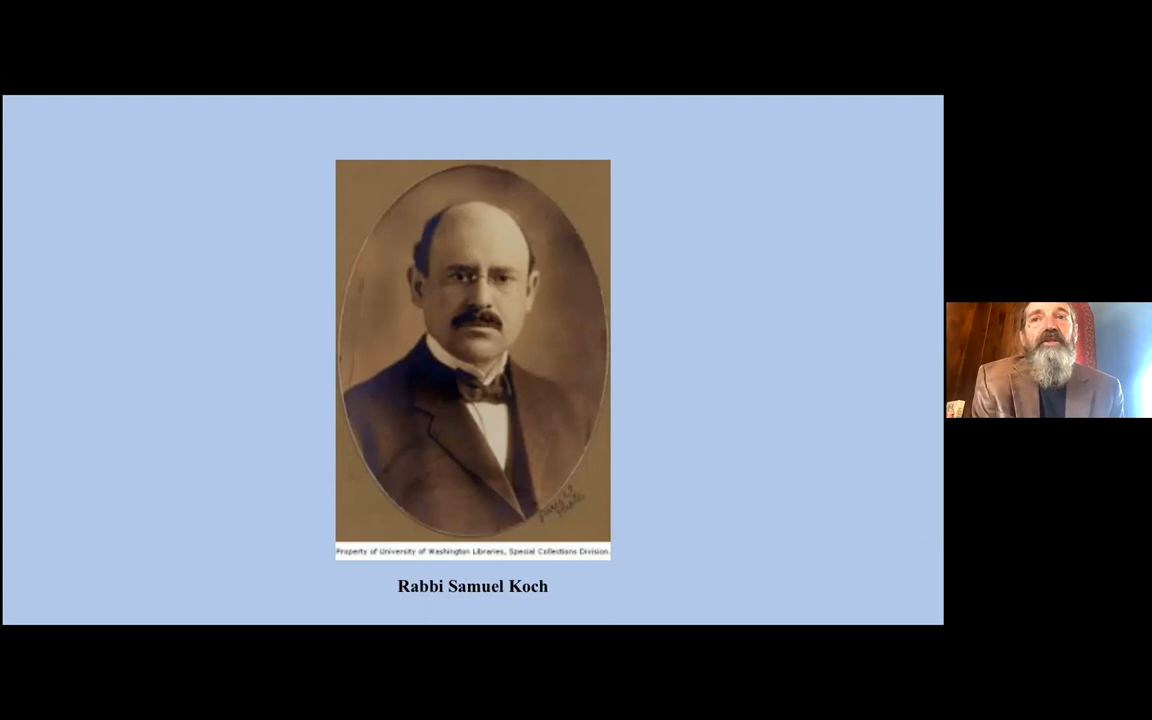 Property of University of Washington Libraries, Special Collections Division.
Rabbi Samuel Koch